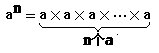 aⁿ = a × a × a × ⋯ × a
n个a